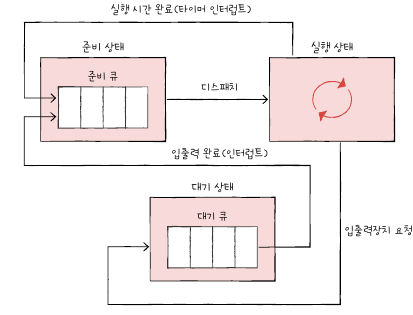 실행 시간 완료(타이머 인터럽트)
준비 상태
실행 상태
준비 큐
디스패치
입출력 완료(인터럽트)
대기 상태
대기 큐
입출력장치 요청